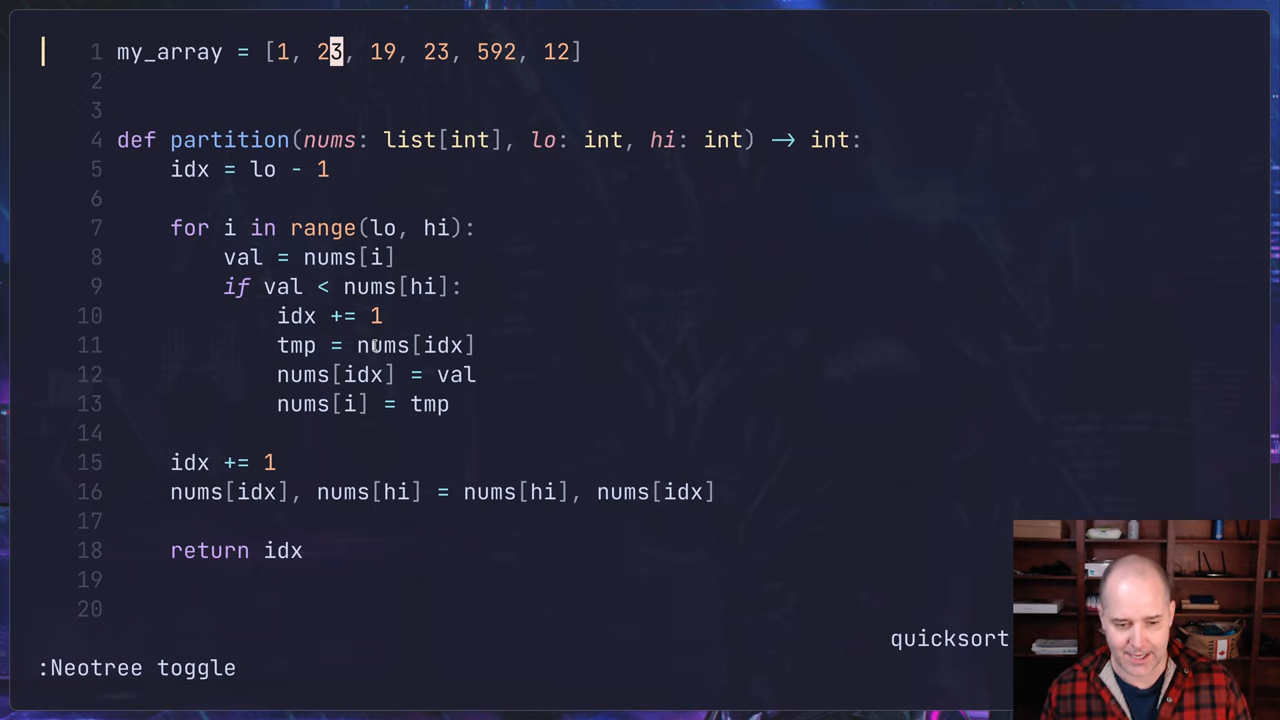 1 my_array = [1, 23, 19, 23, 592, 12]
2
3
4 def partition(nums: list[int], lo: int, hi: int) → int:
5     idx = lo - 1
6
7     for i in range(lo, hi):
8         val = nums[i]
9         if val < nums[hi]:
10             idx += 1
11             tmp = nums[idx]
12             nums[idx] = val
13             nums[i] = tmp
14
15     idx += 1
16     nums[idx], nums[hi] = nums[hi], nums[idx]
17
18     return idx
19
20
quicksort
:Neotree toggle